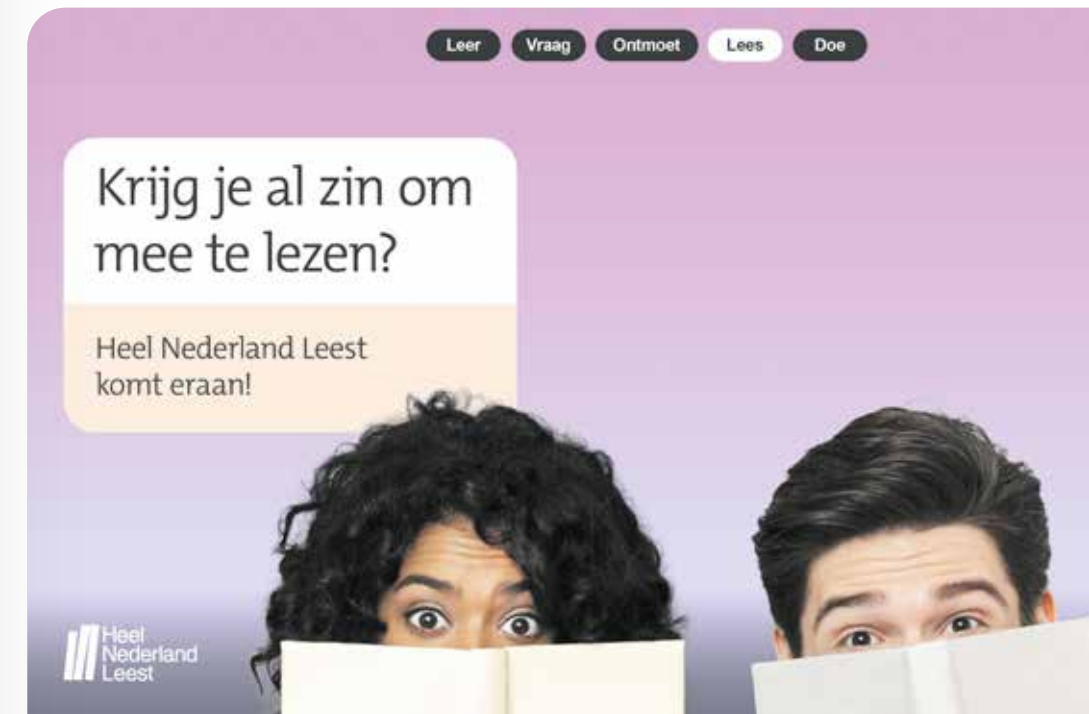 Leer
Vraag
Ontmoet
Lees
Doe
Krijg je al zin om
mee te lezen?
Heel Nederland Leest
komt eraan!
Heel
Nederland
Leest